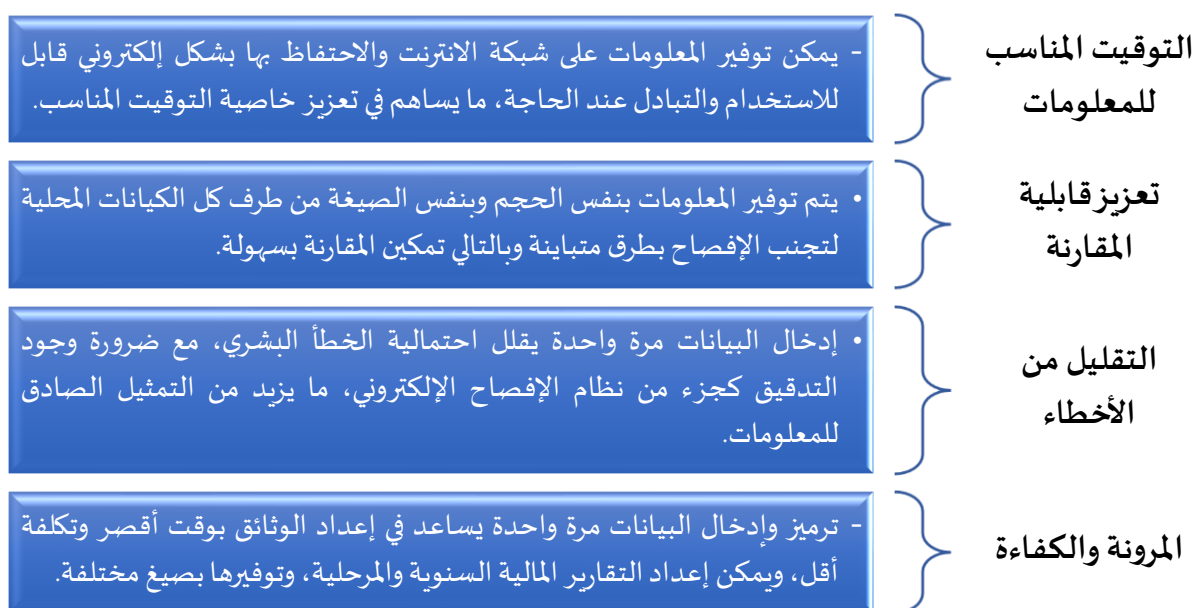 التوقيت المناسب
للمعلومات
- يمكن توفير المعلومات على شبكة الانترنت والاحتفاظ بها بشكل إلكتروني قابل
للاستخدام والتبادل عند الحاجة، ما يساهم في تعزيز خاصية التوقيت المناسب.
تعزيز قابلية
المقارنة
• يتم توفير المعلومات بنفس الحجم وبنفس الصيغة من طرف كل الكيانات المحلية
لتجنب الإفصاح بطرق متباينة وبالتالي تمكين المقارنة بسهولة.
التقليل من
الأخطاء
• إدخال البيانات مرة واحدة يقلل احتمالية الخطأ البشري، مع ضرورة وجود
التدقيق كجزء من نظام الإفصاح الإلكتروني، ما يزيد من التمثيل الصادق
للمعلومات.
المرونة والكفاءة
- ترميز وإدخال البيانات مرة واحدة يساعد في إعداد الوثائق بوقت أقصر وتكلفة
أقل، ويمكن إعداد التقارير المالية السنوية والمرحلية، وتوفيرها بصيغ مختلفة.